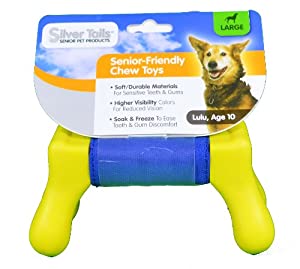 Silver Tails
SENIOR PET PRODUCTS
LARGE
Senior-Friendly
Chew Toys
• Soft/Durable Materials
For Sensitive Teeth & Gums
• Higher Visibility Colors
For Reduced Vision
• Soak & Freeze To Ease
Teeth & Gum Discomfort
Lulu, Age 10